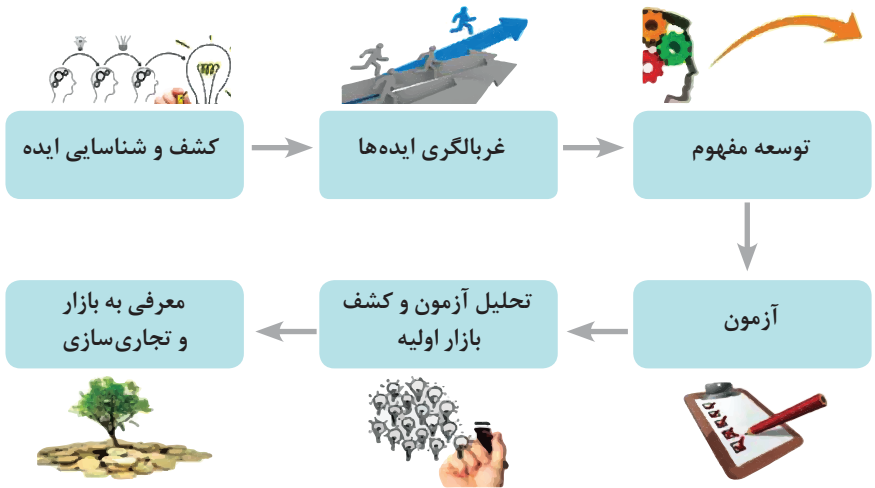 کشف و شناسایی ایده
غربالگری ایده‌ها
توسعه مفهوم
آزمون
تحلیل آزمون و کشف
بازار اولیه
معرفی به بازار
و تجاری‌سازی